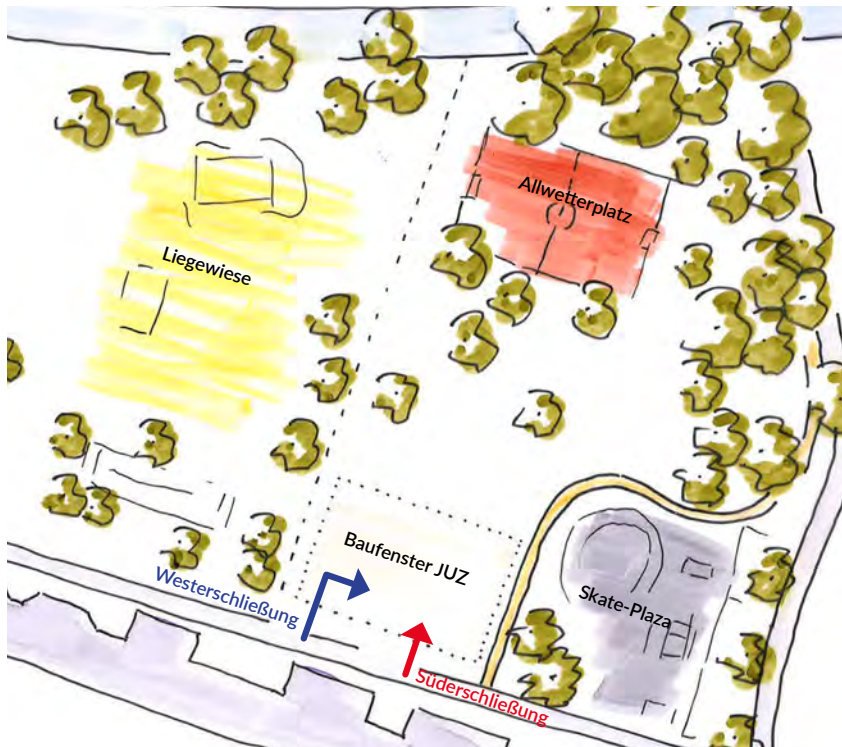 Allwetterplatz
Liegewiese
Baufenster JUZ
Westerschließung
Skate-Plaza
Süderschließung